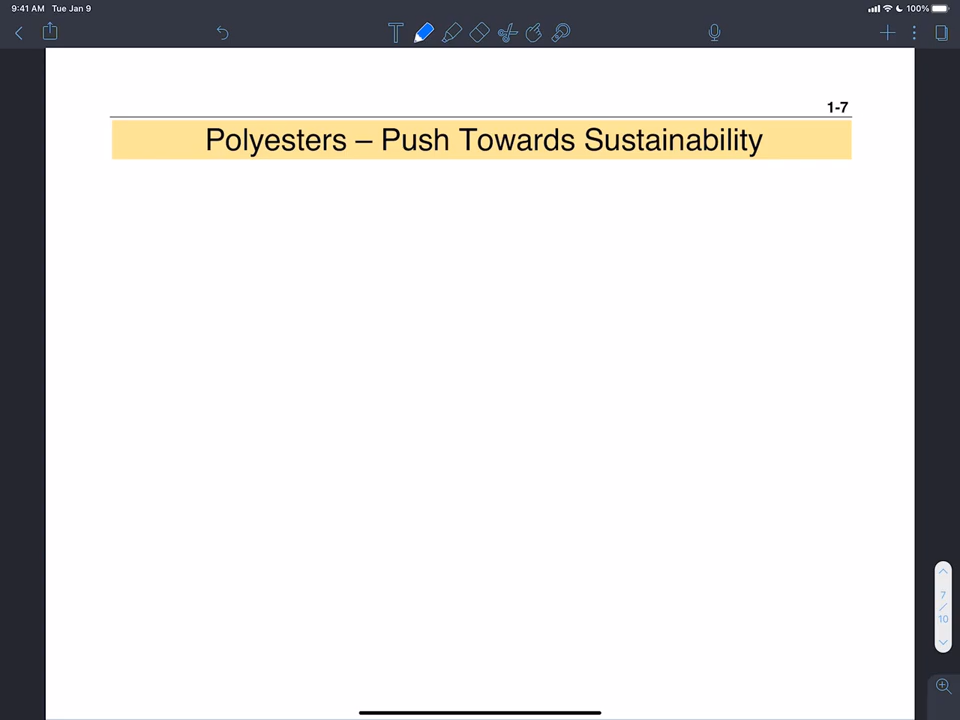 9:41 AM Tue Jan 9
100%
T
1-7
Polyesters – Push Towards Sustainability
7
/
10